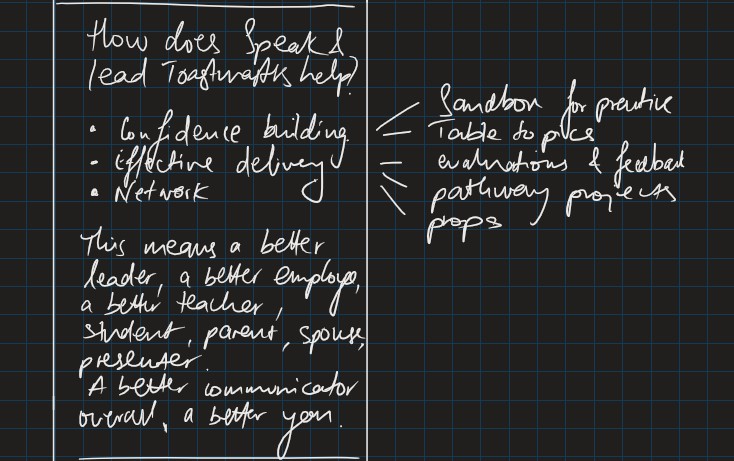 How does Speak &
lead Toastmasters help?
• Confidence building
• Effective delivery
• Network
This means a better
leader, a better employe,
a better teacher,
student, parent, spouse,
presenter.
A better communicator
overall, a better you.
Sandbox for practice
Table topics
evaluations & feedback
pathway projects
props